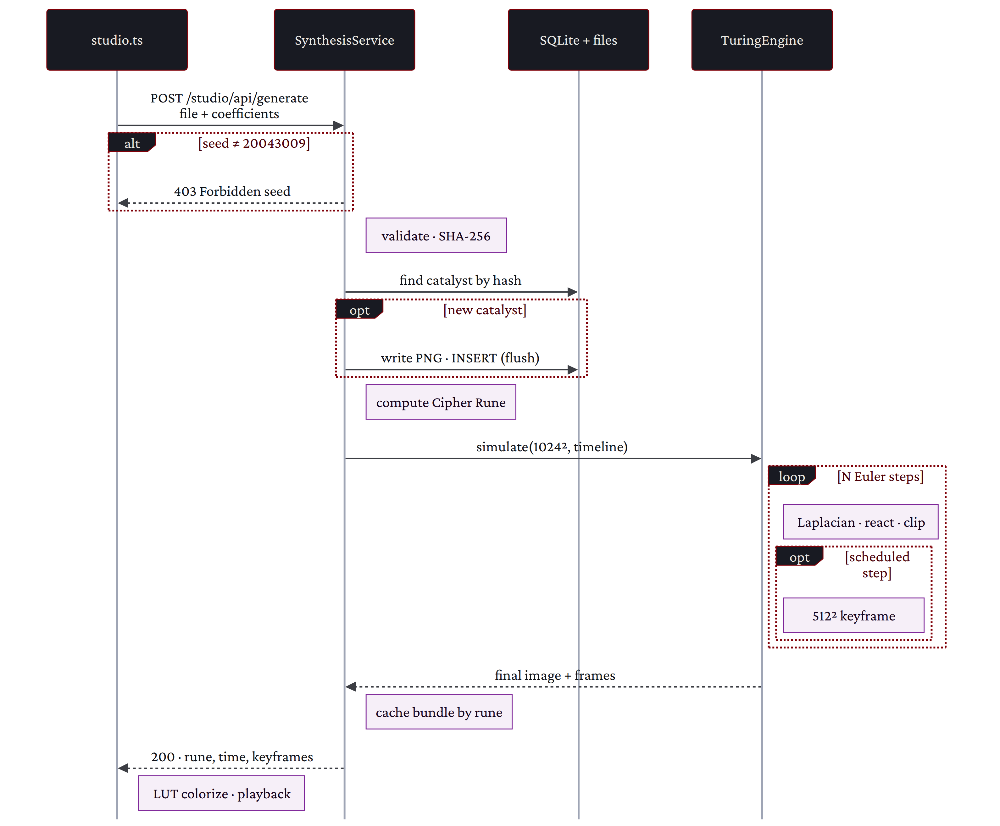 studio.ts
SynthesisService
SQLite + files
TuringEngine
POST /studio/api/generate
file + coefficients
alt
[seed ≠ 20043009]
403 Forbidden seed
validate · SHA-256
find catalyst by hash
opt
[new catalyst]
write PNG · INSERT (flush)
compute Cipher Rune
simulate(1024², timeline)
loop
[N Euler steps]
Laplacian · react · clip
opt
[scheduled
step]
512² keyframe
final image + frames
cache bundle by rune
200 · rune, time, keyframes
LUT colorize · playback